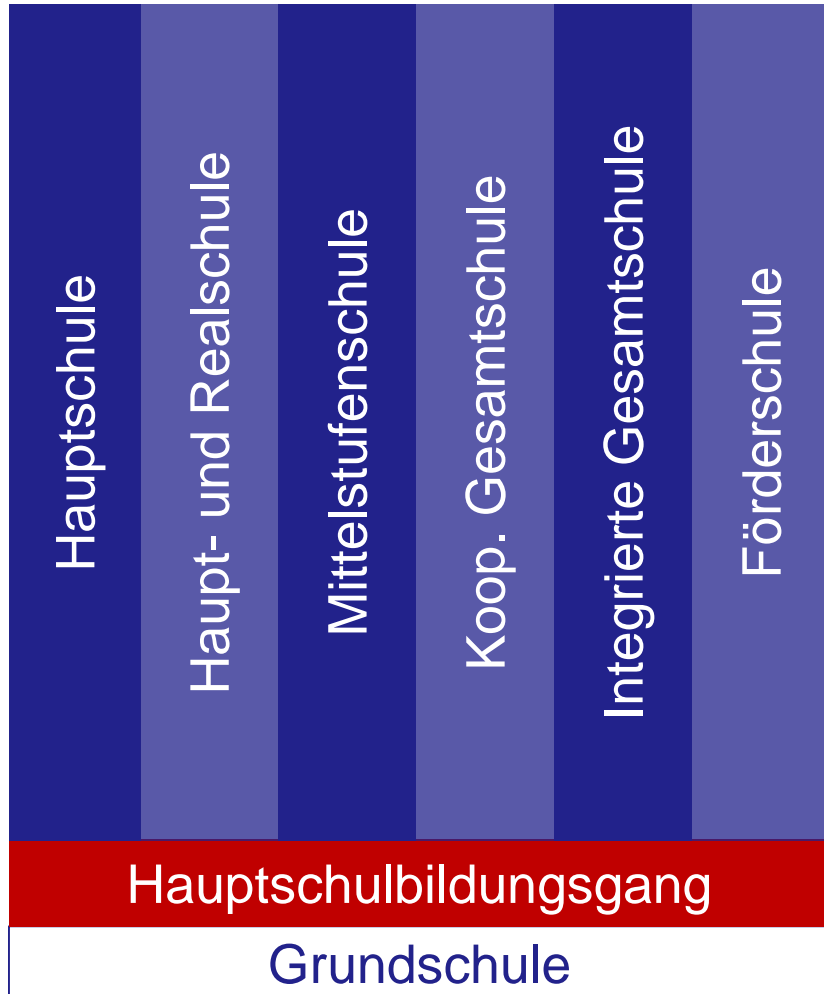 Hauptschule
Haupt- und Realschule
Mittelstufenschule
Koop. Gesamtschule
Integrierte Gesamtschule
Förderschule
Hauptschulbildungsgang
Grundschule